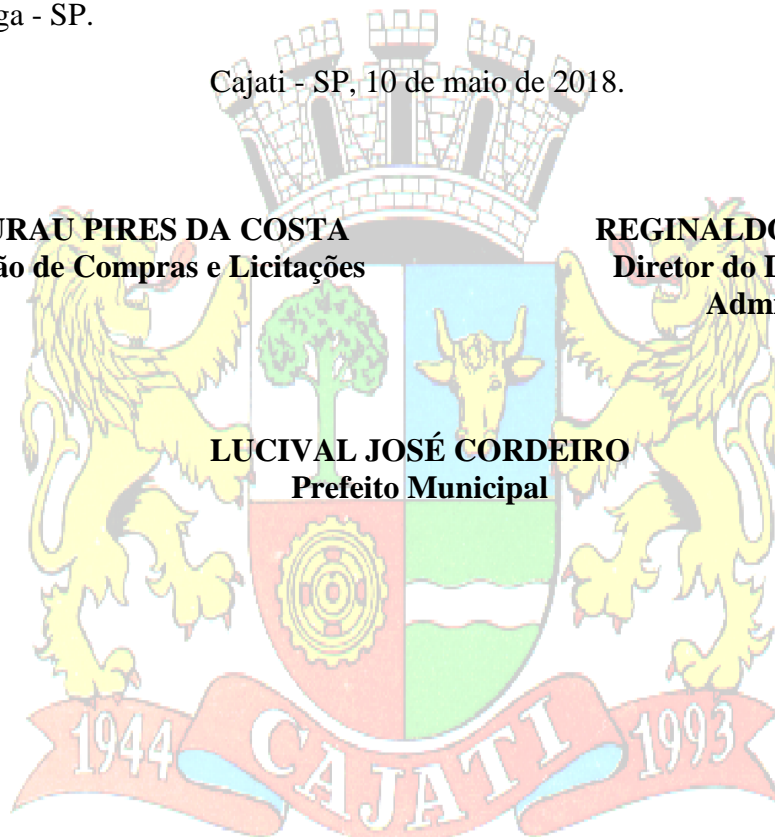 ga - SP.
Cajati - SP, 10 de maio de 2018.
URAU PIRES DA COSTA
ão de Compras e Licitações
REGINALDO
Diretor do D
Admi
LUCIVAL JOSÉ CORDEIRO
Prefeito Municipal
1944
CAJATI
1993